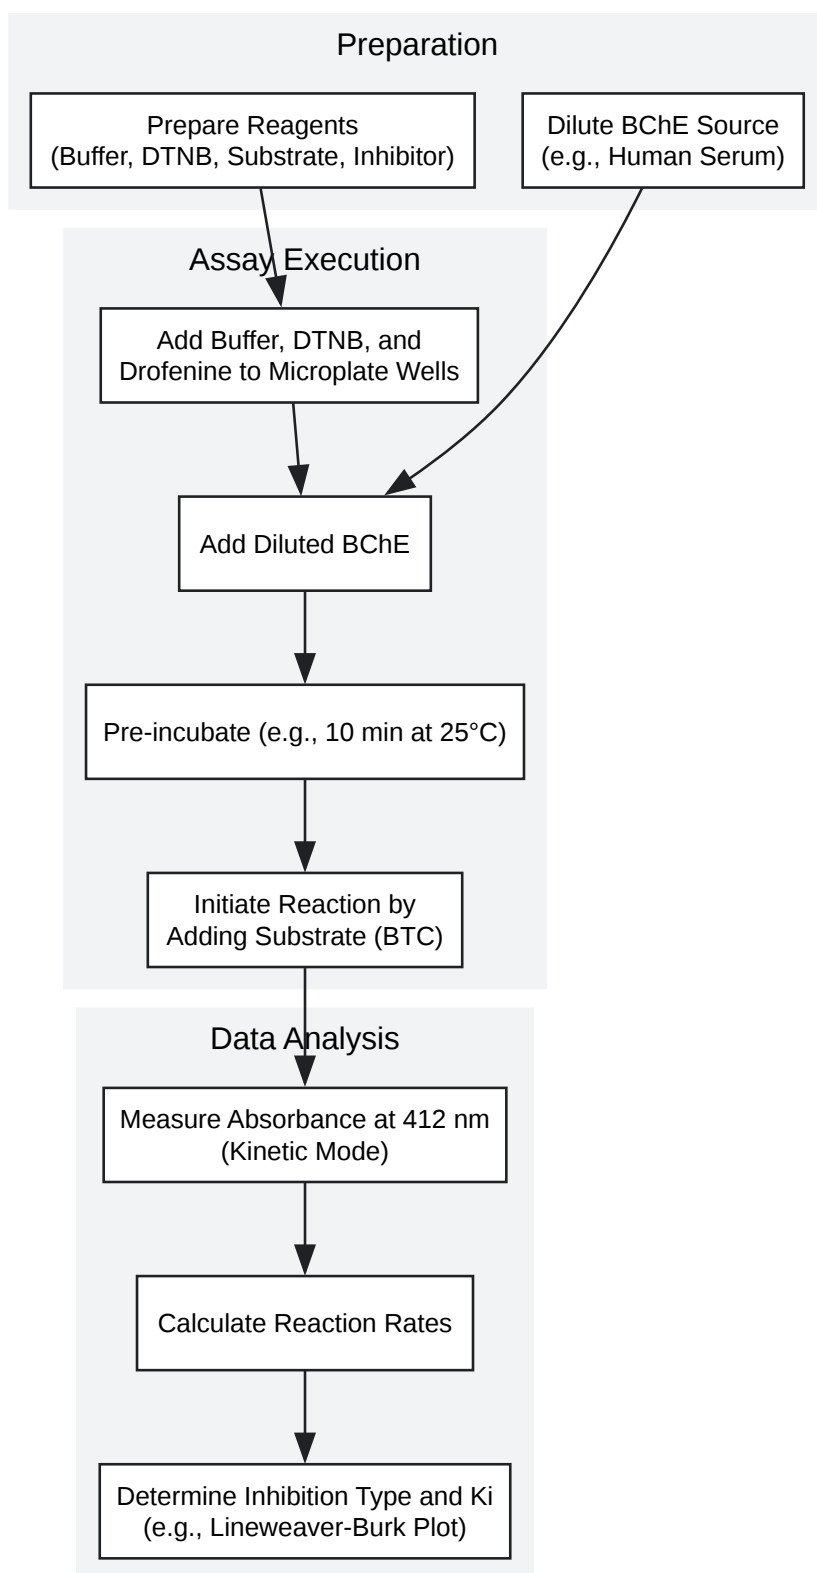 Preparation
Prepare Reagents
(Buffer, DTNB, Substrate, Inhibitor)
Dilute BChE Source
(e.g., Human Serum)
Assay Execution
Add Buffer, DTNB, and
Drofenine to Microplate Wells
Add Diluted BChE
Pre-incubate (e.g., 10 min at 25°C)
Initiate Reaction by
Adding Substrate (BTC)
Data Analysis
Measure Absorbance at 412 nm
(Kinetic Mode)
Calculate Reaction Rates
Determine Inhibition Type and Ki
(e.g., Lineweaver-Burk Plot)